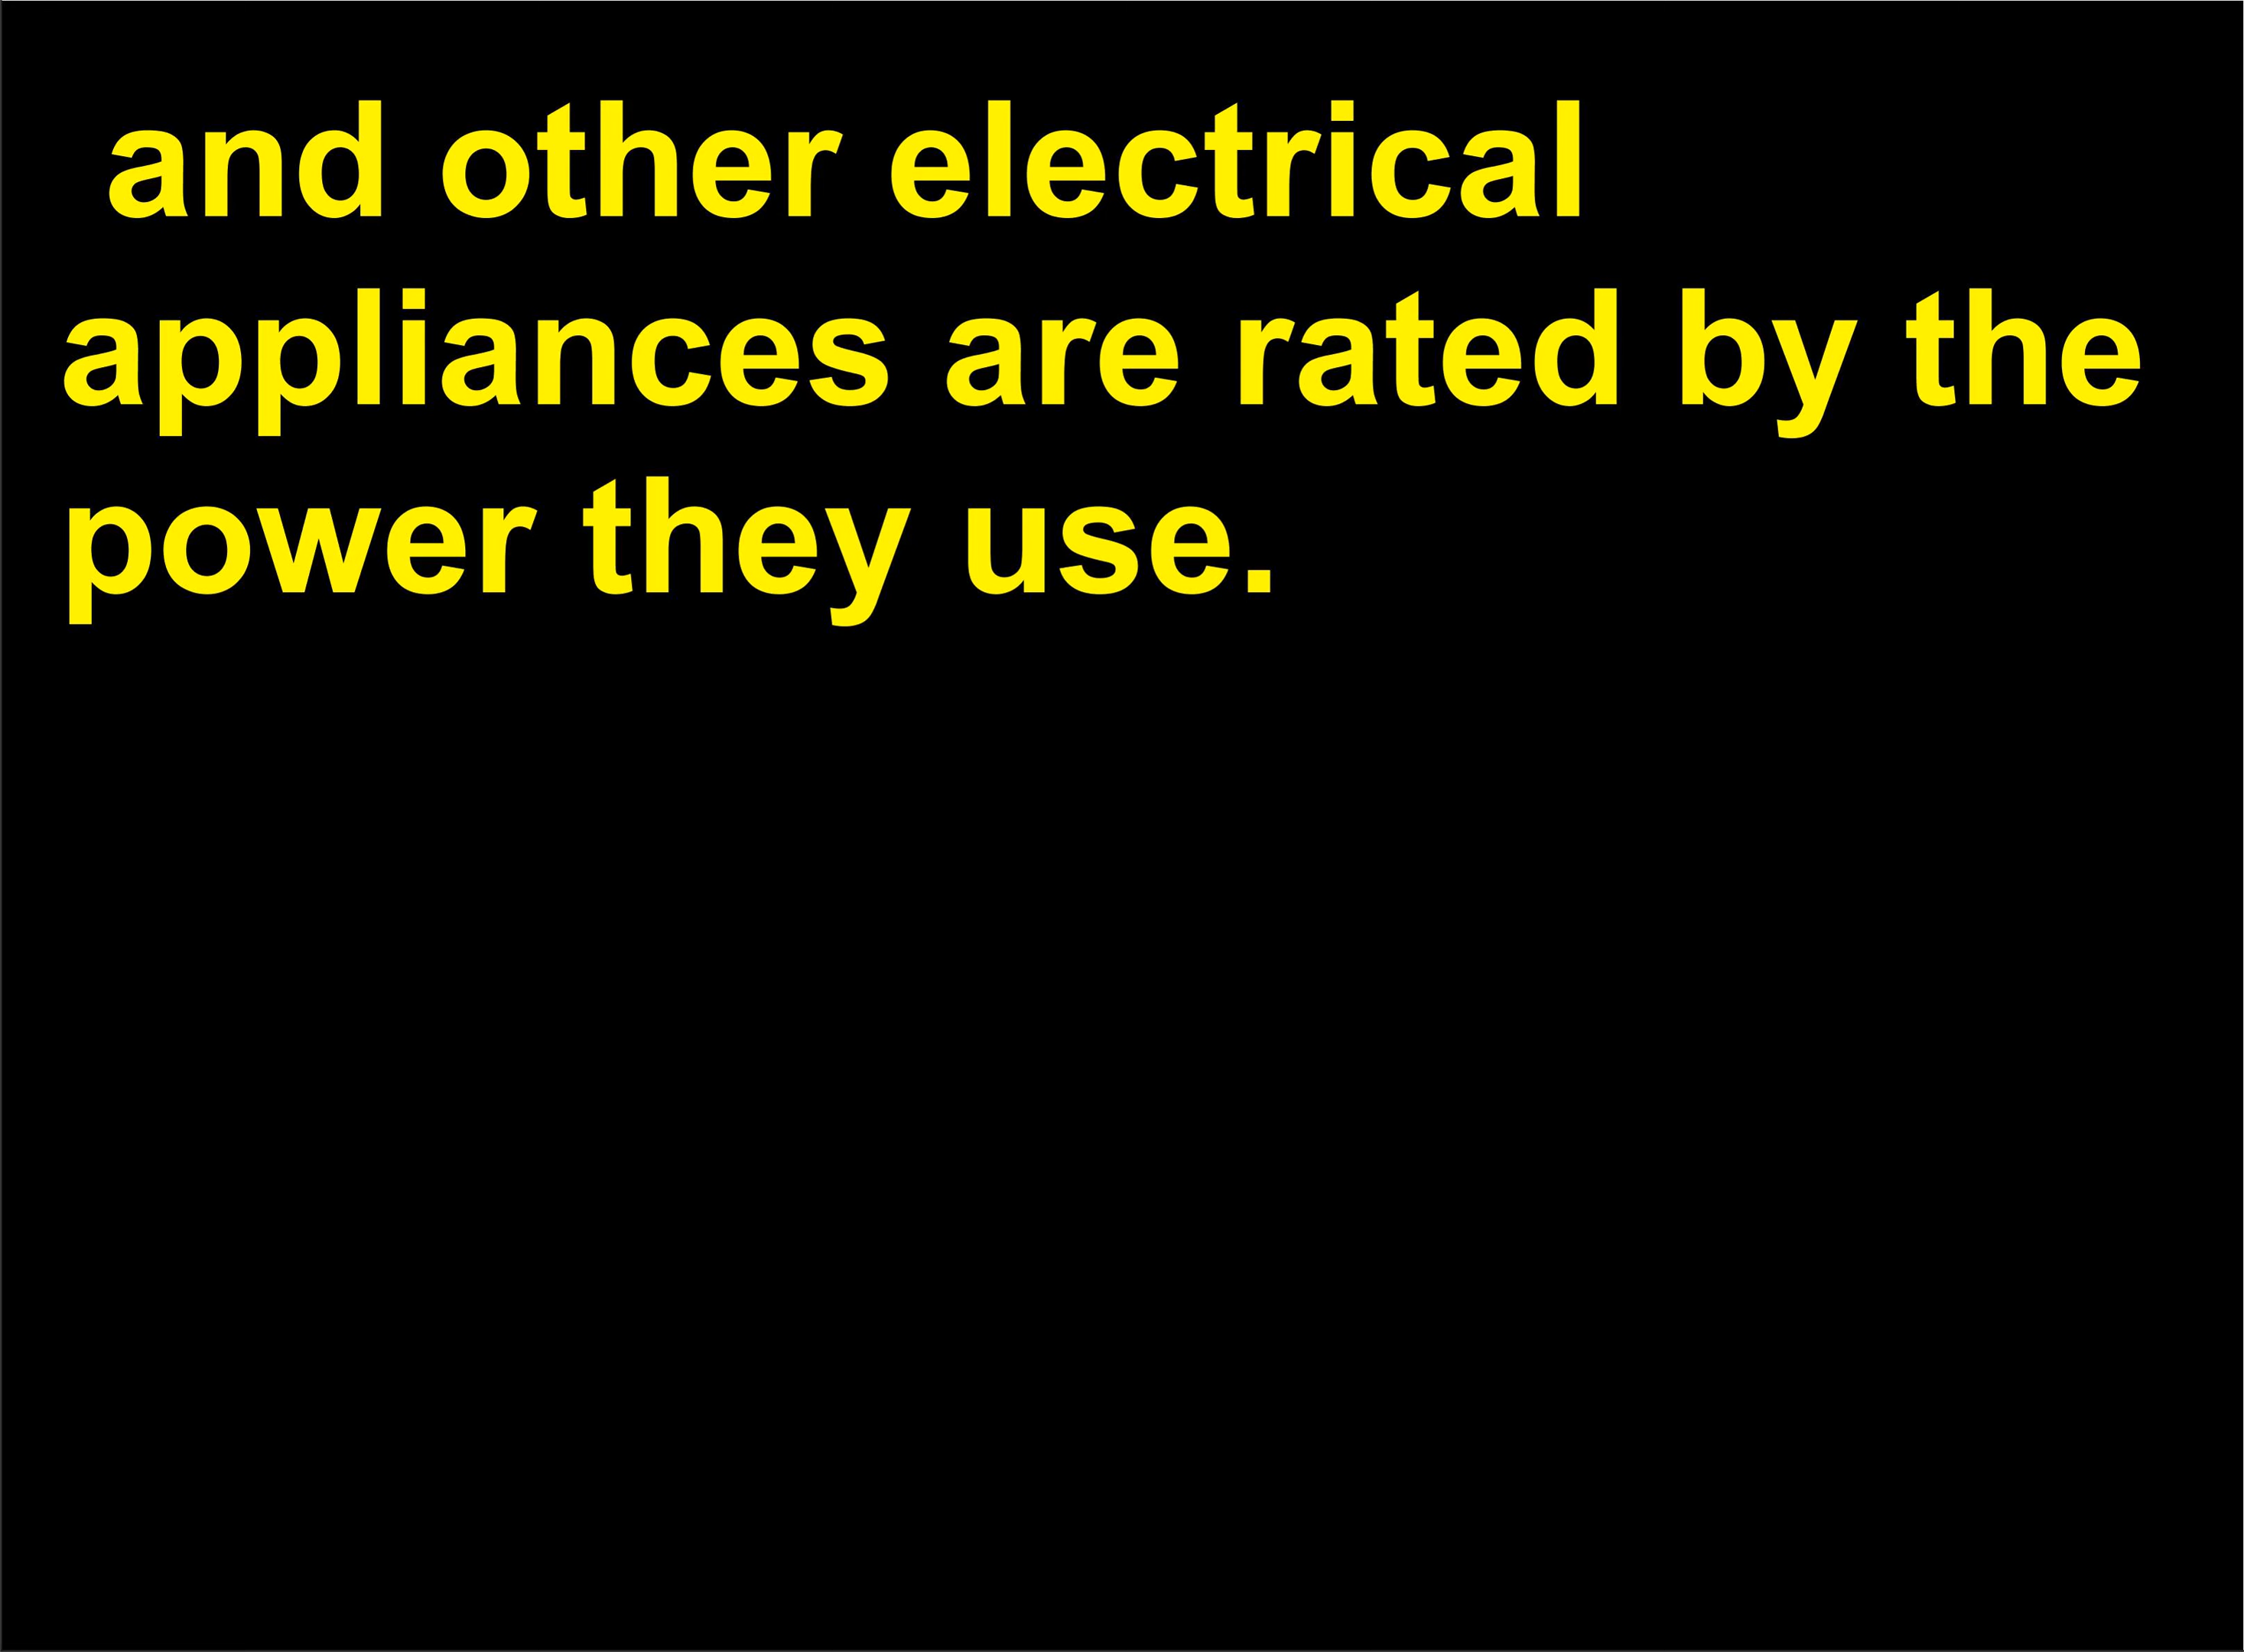 and other electrical
appliances are rated by the
power they use.